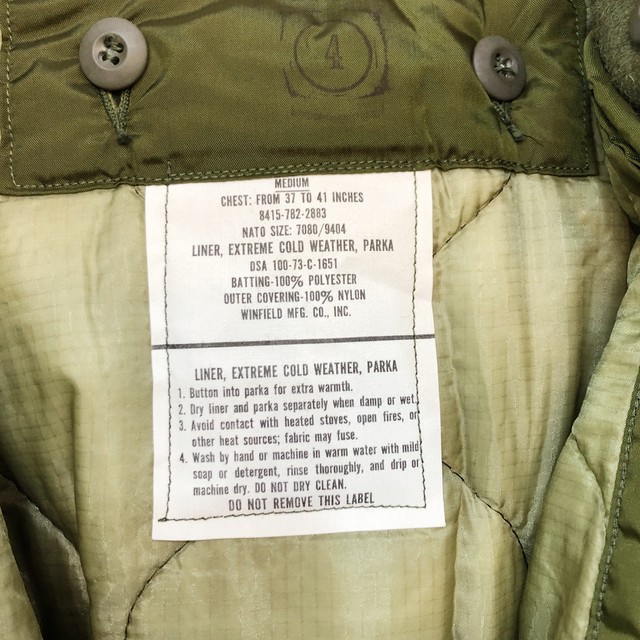 4
MEDIUM
CHEST: FROM 37 TO 41 INCHES
8415-782-2883
NATO SIZE: 7080/9404
LINER, EXTREME COLD WEATHER, PARKA
DSA 100-73-C-1651
BATTING-100% POLYESTER
OUTER COVERING-100% NYLON
WINFIELD MFG. CO., INC.
LINER, EXTREME COLD WEATHER, PARKA
1. Button into parka for extra warmth.
2. Dry liner and parka separately when damp or wet.
3. Avoid contact with heated stoves, open fires, or
other heat sources; fabric may fuse.
4. Wash by hand or machine in warm water with mild
soap or detergent, rinse thoroughly, and drip or
machine dry. DO NOT DRY CLEAN.
DO NOT REMOVE THIS LABEL